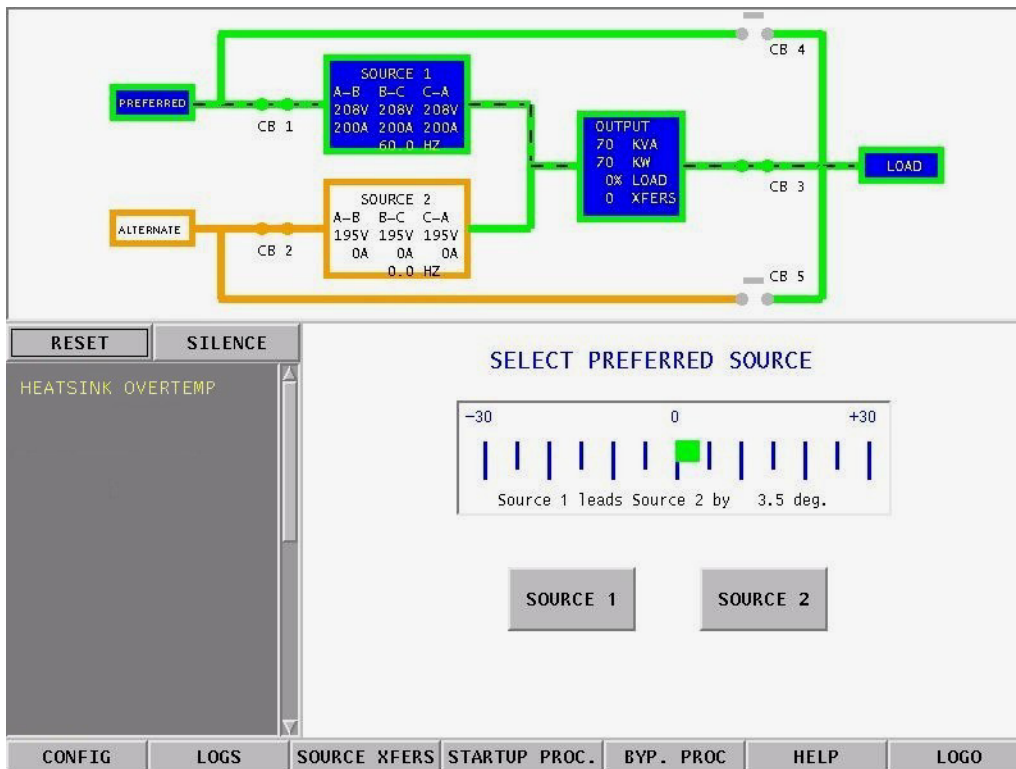 CB 4
SOURCE 1
A-B B-C C-A
208V 208V 208V
200A 200A 200A
60.0 HZ
PREFERRED
CB 1
OUTPUT
70 KVA
70 KW
0% LOAD
0 XFERS
LOAD
CB 3
SOURCE 2
A-B B-C C-A
195V 195V 195V
0A 0A 0A
0.0 HZ
ALTERNATE
CB 2
CB 5
RESET SILENCE
HEATSINK OVERTEMP
SELECT PREFERRED SOURCE
-30 0 +30
Source 1 leads Source 2 by 3.5 deg.
SOURCE 1 SOURCE 2
CONFIG LOGS SOURCE XFERS STARTUP PROC. BYP. PROC HELP LOGO